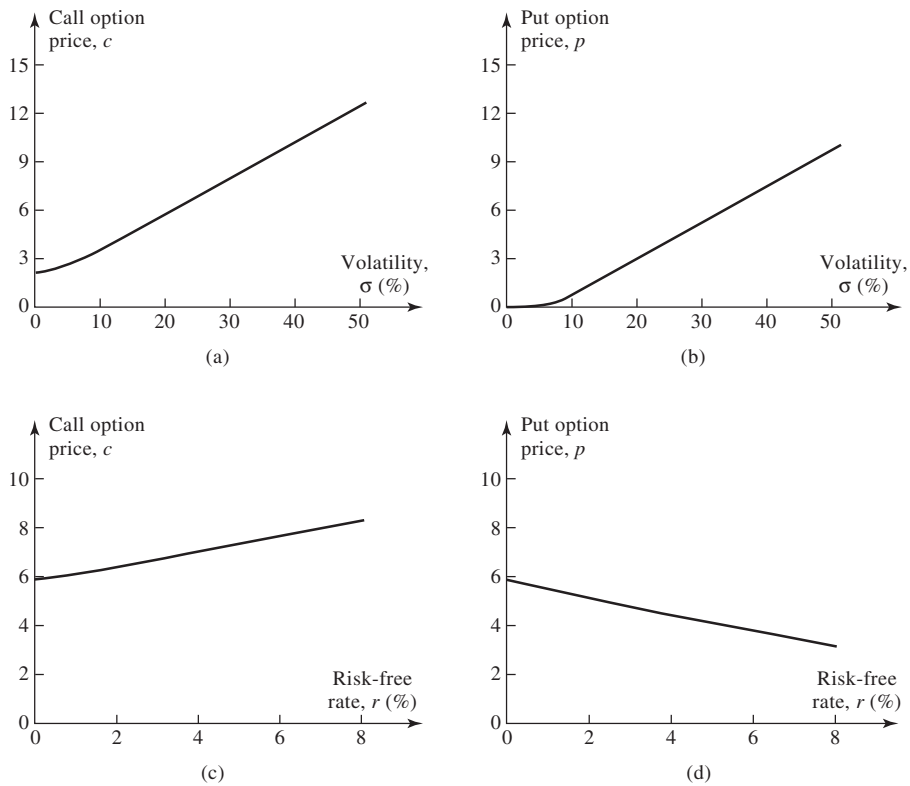 Call option
price, c
15
12
9
6
3
0
Volatility,
σ (%)
0 10 20 30 40 50
(a)
Put option
price, p
15
12
9
6
3
0
Volatility,
σ (%)
0 10 20 30 40 50
(b)
Call option
price, c
10
8
6
4
2
0
Risk-free
rate, r (%)
0 2 4 6 8
(c)
Put option
price, p
10
8
6
4
2
0
Risk-free
rate, r (%)
0 2 4 6 8
(d)